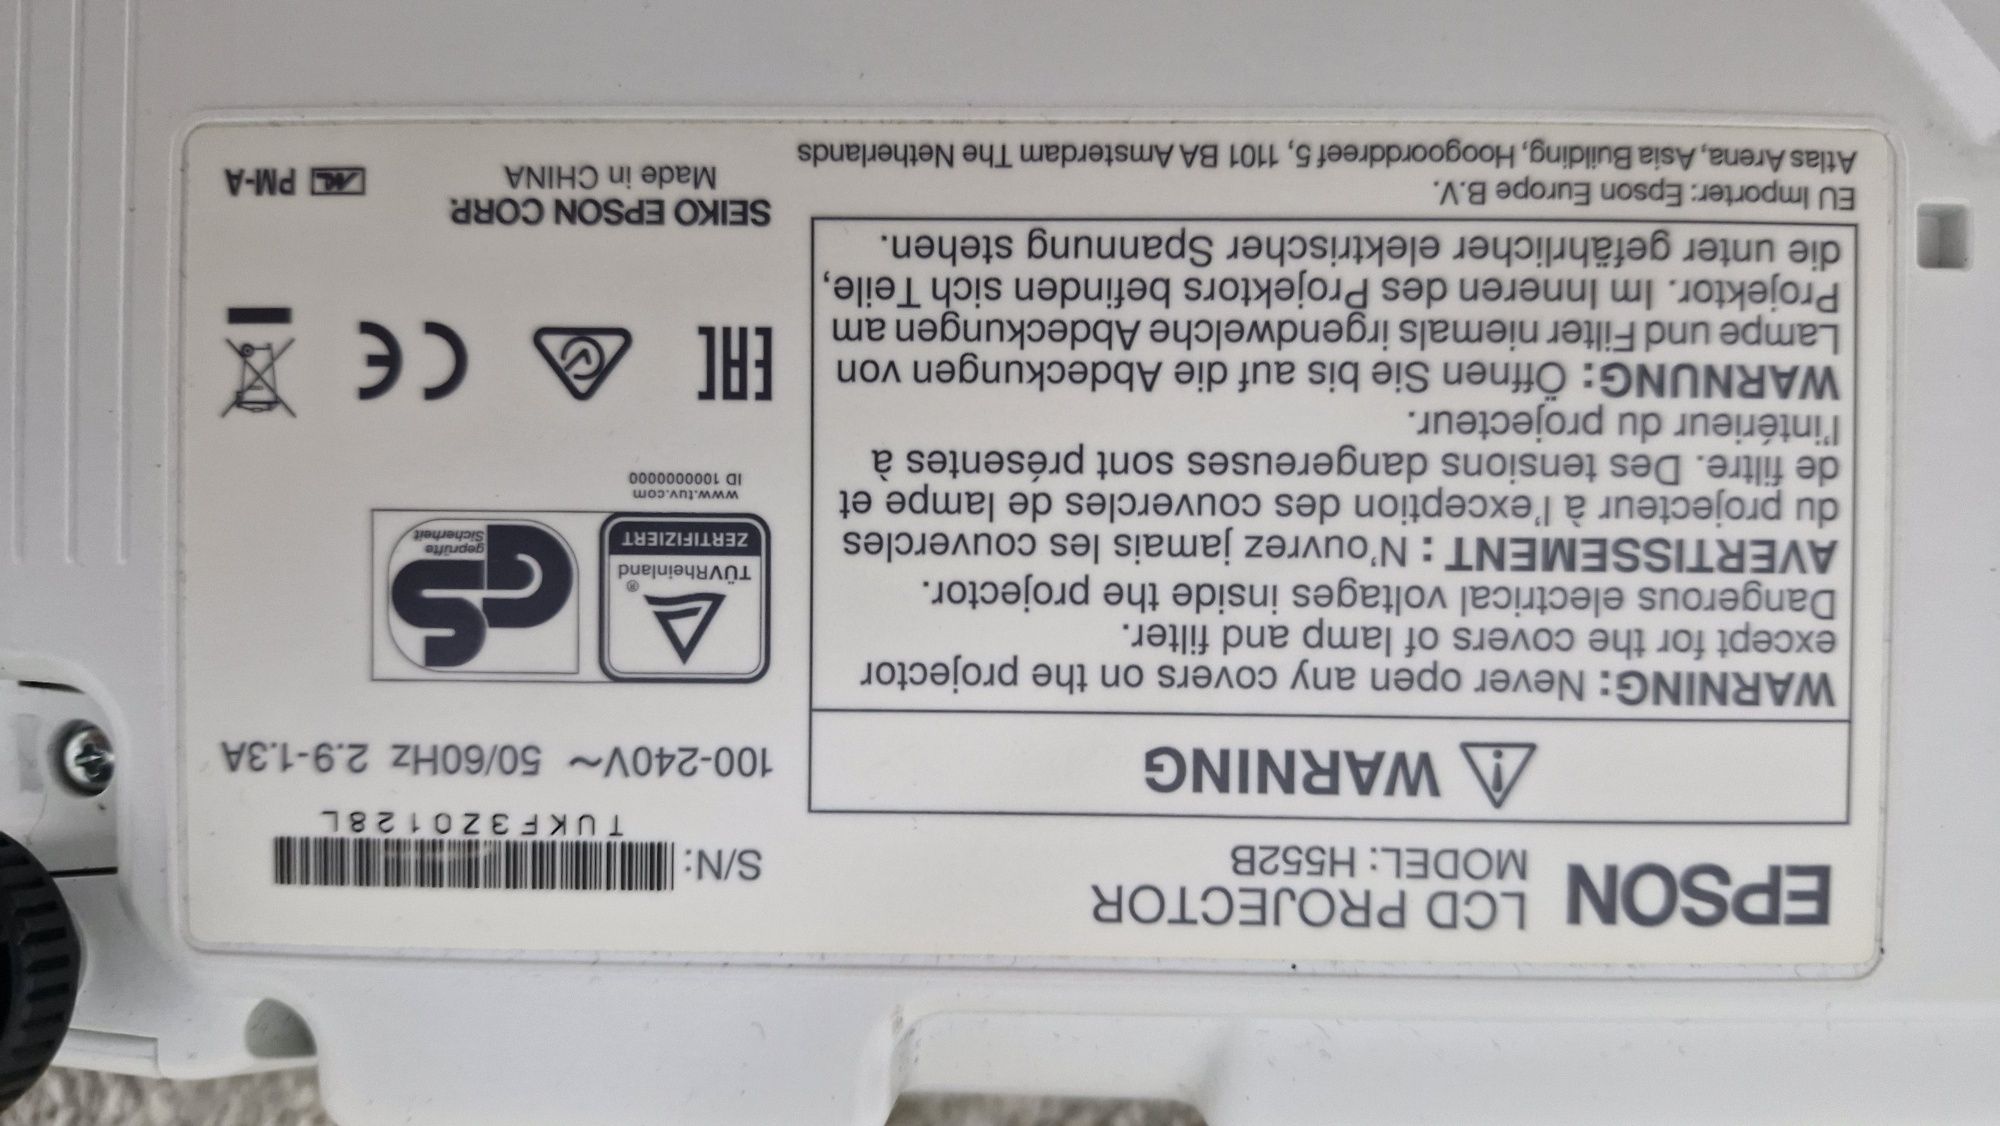 EPSON
LCD PROJECTOR
MODEL: H552B
S/N:
TUKF3Z0128L
WARNING
100-240V～ 50/60Hz 2.9-1.3A
WARNING: Never open any covers on the projector
except for the covers of lamp and filter.
Dangerous electrical voltages inside the projector.
AVERTISSEMENT : N'ouvrez jamais les couvercles
du projecteur à l'exception des couvercles de lampe et
de filtre. Des tensions dangereuses sont présentes à
l'intérieur du projecteur.
WARNUNG: Öffnen Sie bis auf die Abdeckungen von
Lampe und Filter niemals irgendwelche Abdeckungen am
Projektor. Im Inneren des Projektors befinden sich Teile,
die unter gefährlicher elektrischer Spannung stehen.
EU Importer: Epson Europe B.V.
Atlas Arena, Asia Building, Hoogoorddreef 5, 1101 BA Amsterdam The Netherlands
TÜVRheinland®
ZERTIFIZIERT
GS
geprüfte
Sicherheit
www.tuv.com
ID 1000000000
EAC
CE
SEIKO EPSON CORP.
Made in CHINA
PM-A